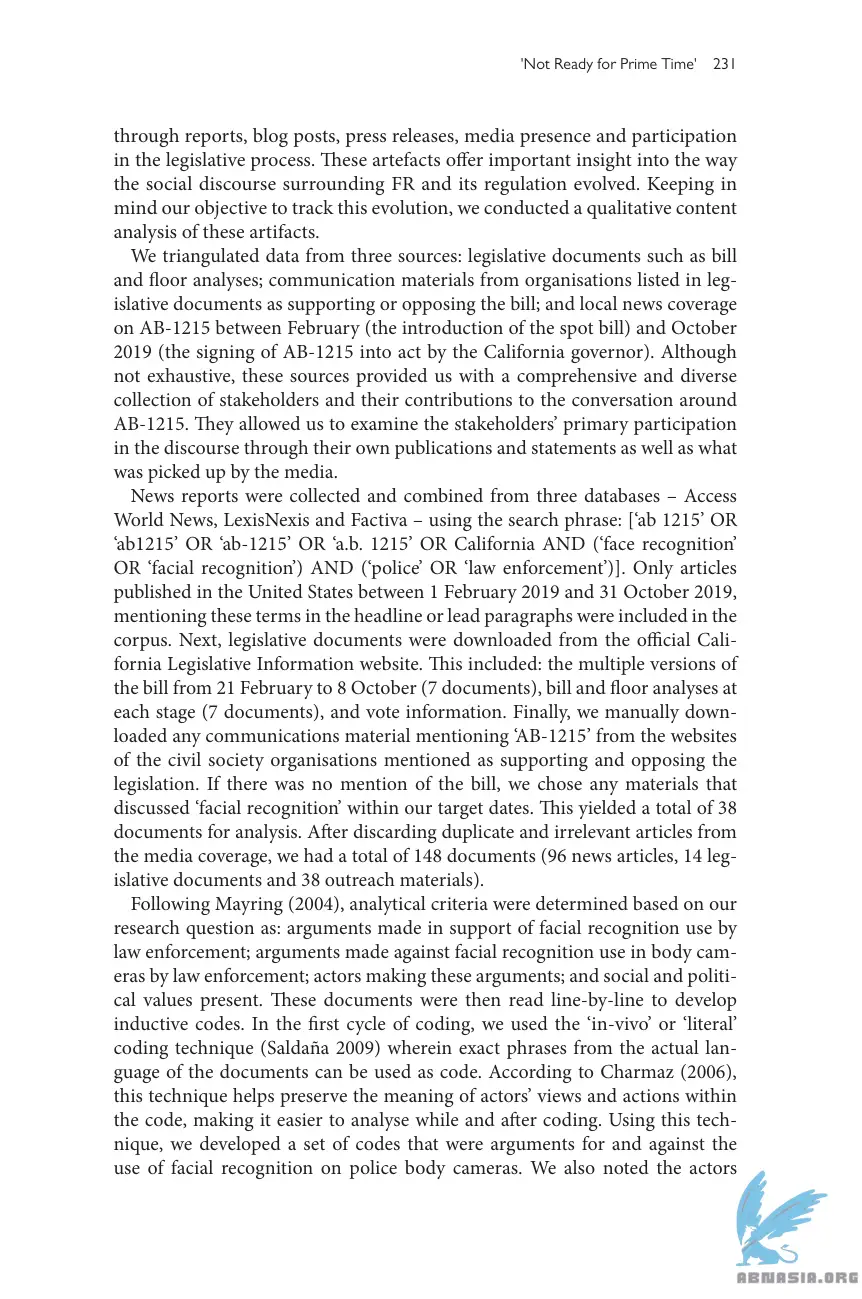 'Not Ready for Prime Time' 231
through reports, blog posts, press releases, media presence and participation
in the legislative process. These artefacts offer important insight into the way
the social discourse surrounding FR and its regulation evolved. Keeping in
mind our objective to track this evolution, we conducted a qualitative content
analysis of these artifacts.
We triangulated data from three sources: legislative documents such as bill
and floor analyses; communication materials from organisations listed in leg-
islative documents as supporting or opposing the bill; and local news coverage
on AB-1215 between February (the introduction of the spot bill) and October
2019 (the signing of AB-1215 into act by the California governor). Although
not exhaustive, these sources provided us with a comprehensive and diverse
collection of stakeholders and their contributions to the conversation around
AB-1215. They allowed us to examine the stakeholders’ primary participation
in the discourse through their own publications and statements as well as what
was picked up by the media.
News reports were collected and combined from three databases – Access
World News, LexisNexis and Factiva – using the search phrase: [‘ab 1215’ OR
‘ab1215’ OR ‘ab-1215’ OR ‘a.b. 1215’ OR California AND (‘face recognition’
OR ‘facial recognition’) AND (‘police’ OR ‘law enforcement’)]. Only articles
published in the United States between 1 February 2019 and 31 October 2019,
mentioning these terms in the headline or lead paragraphs were included in the
corpus. Next, legislative documents were downloaded from the official Cali-
fornia Legislative Information website. This included: the multiple versions of
the bill from 21 February to 8 October (7 documents), bill and floor analyses at
each stage (7 documents), and vote information. Finally, we manually down-
loaded any communications material mentioning ‘AB-1215’ from the websites
of the civil society organisations mentioned as supporting and opposing the
legislation. If there was no mention of the bill, we chose any materials that
discussed ‘facial recognition’ within our target dates. This yielded a total of 38
documents for analysis. After discarding duplicate and irrelevant articles from
the media coverage, we had a total of 148 documents (96 news articles, 14 leg-
islative documents and 38 outreach materials).
Following Mayring (2004), analytical criteria were determined based on our
research question as: arguments made in support of facial recognition use by
law enforcement; arguments made against facial recognition use in body cam-
eras by law enforcement; actors making these arguments; and social and politi-
cal values present. These documents were then read line-by-line to develop
inductive codes. In the first cycle of coding, we used the ‘in-vivo’ or ‘literal’
coding technique (Saldaña 2009) wherein exact phrases from the actual lan-
guage of the documents can be used as code. According to Charmaz (2006),
this technique helps preserve the meaning of actors’ views and actions within
the code, making it easier to analyse while and after coding. Using this tech-
nique, we developed a set of codes that were arguments for and against the
use of facial recognition on police body cameras. We also noted the actors
ABNASIA.ORG